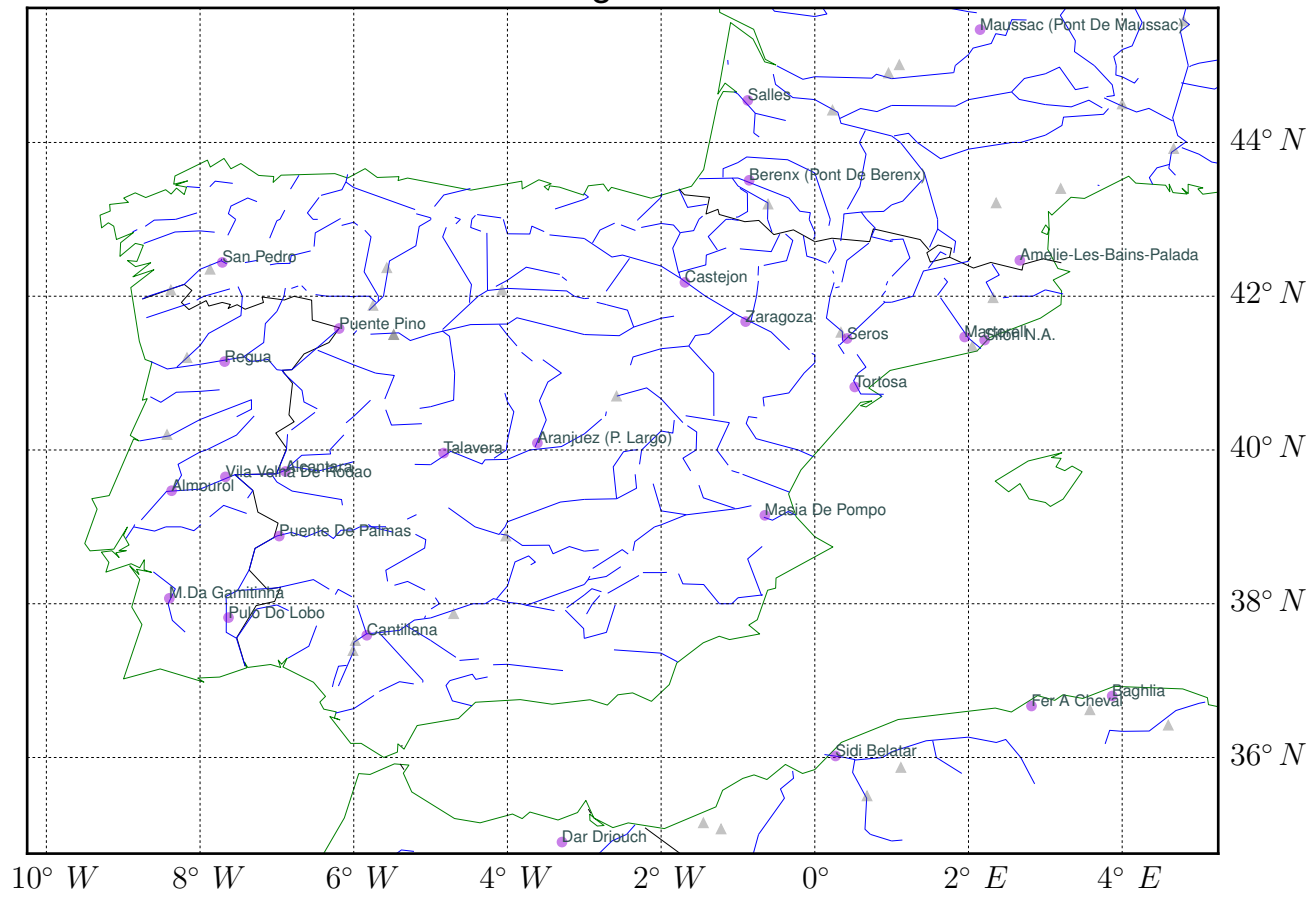 Maussac (Pont De Maussac)
Salles
44° N
Berenx (Pont De Berenx)
San Pedro
Amelie-Les-Bains-Palada
Castejon
42° N
Puente Pino
Zaragoza
Seros
Martorell
N.A.
Regua
Tortosa
Aranjuez (P. Largo)
Talavera
40° N
Alcantara
Vila Velha De Rodao
Almourol
Masia De Pompo
Puente De Palmas
M.Da Gamitinha
38° N
Pulo Do Lobo
Cantillana
Baghlia
Fer A Cheval
Sidi Belatar
36° N
Dar Driouch
10° W
8° W
6° W
4° W
2° W
0°
2° E
4° E